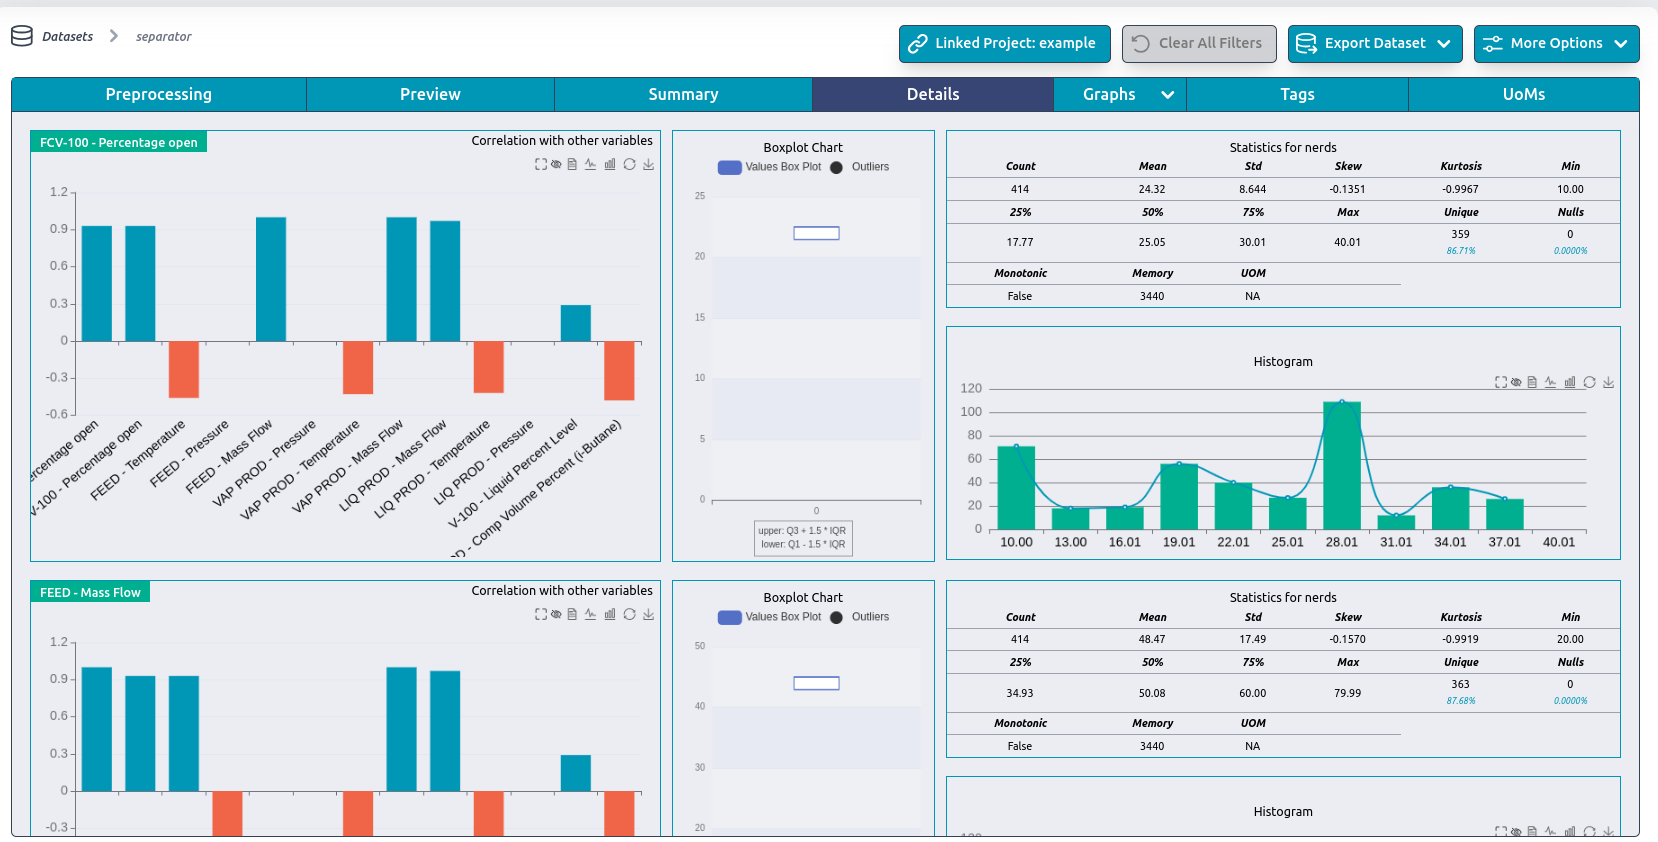 Datasets
separator
Linked Project: example
Clear All Filters
Export Dataset
More Options
Preprocessing
Preview
Summary
Details
Graphs
Tags
UoMs
FCV-100 - Percentage open
Correlation with other variables
1.2
0.9
0.6
0.3
0
-0.3
-0.6
V-100 - Percentage open
FEED - Temperature
FEED - Pressure
FEED - Mass Flow
VAP PROD - Pressure
VAP PROD - Temperature
VAP PROD - Mass Flow
LIQ PROD - Mass Flow
LIQ PROD - Temperature
LIQ PROD - Pressure
V-100 - Liquid Percent Level
- Comp Volume Percent (i-Butane)
Boxplot Chart
Values Box Plot
Outliers
25
20
15
10
5
0
0
upper: Q3 + 1.5 * IQR
lower: Q1 - 1.5 * IQR
Statistics for nerds
Count Mean Std Skew Kurtosis Min
414 24.32 8.644 -0.1351 -0.9967 10.00
25% 50% 75% Max Unique Nulls
17.77 25.05 30.01 40.01 359 0
86.71% 0.0000%
Monotonic Memory UOM
False 3440 NA
Histogram
120
100
80
60
40
20
0
10.00 13.00 16.01 19.01 22.01 25.01 28.01 31.01 34.01 37.01 40.01
FEED - Mass Flow
Correlation with other variables
1.2
0.9
0.6
0.3
0
-0.3
Boxplot Chart
Values Box Plot
Outliers
50
40
30
20
Statistics for nerds
Count Mean Std Skew Kurtosis Min
414 48.47 17.49 -0.1570 -0.9919 20.00
25% 50% 75% Max Unique Nulls
34.93 50.08 60.00 79.99 363 0
87.68% 0.0000%
Monotonic Memory UOM
False 3440 NA
Histogram